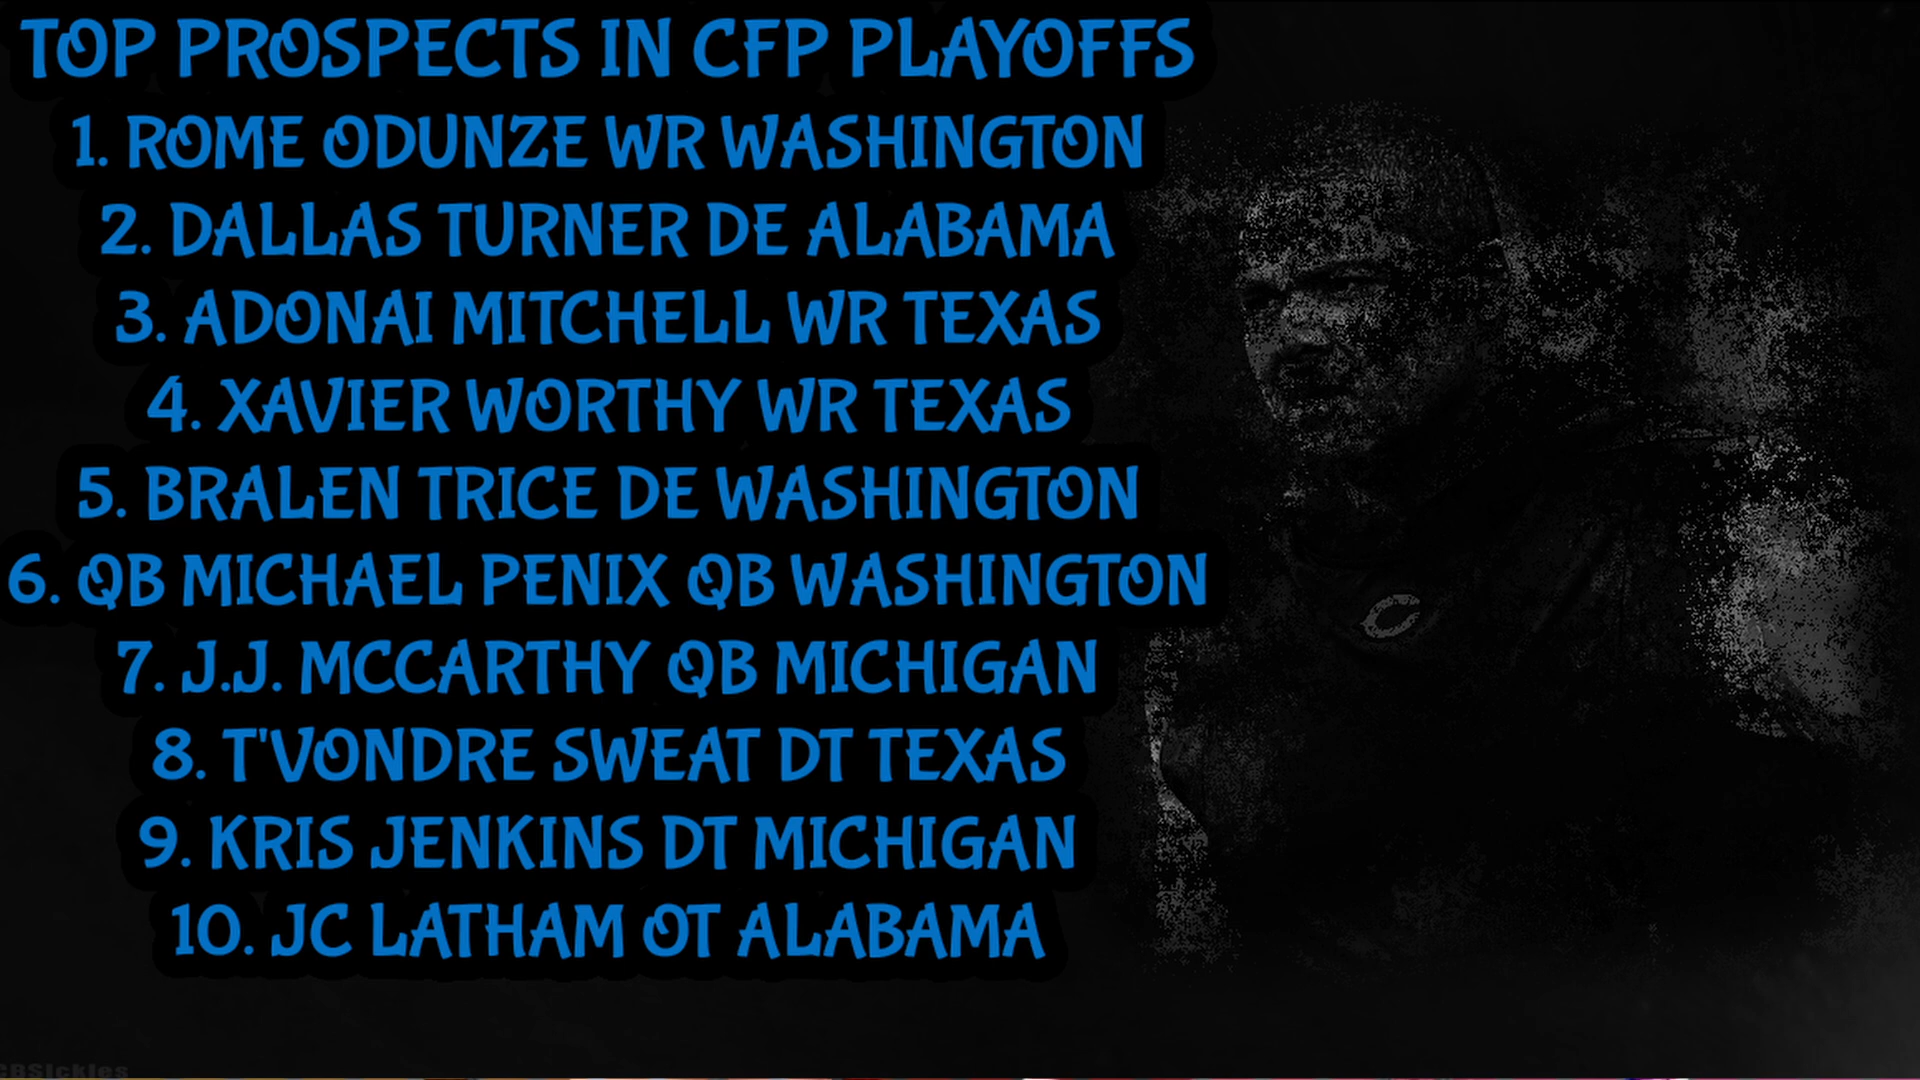 TOP PROSPECTS IN CFP PLAYOFFS
1. ROME ODUNZE WR WASHINGTON
2. DALLAS TURNER DE ALABAMA
3. ADONAI MITCHELL WR TEXAS
4. XAVIER WORTHY WR TEXAS
5. BRALEN TRICE DE WASHINGTON
6. QB MICHAEL PENIX QB WASHINGTON
7. J.J. MCCARTHY QB MICHIGAN
8. T'VONDRE SWEAT DT TEXAS
9. KRIS JENKINS DT MICHIGAN
10. JC LATHAM OT ALABAMA
CBSickles